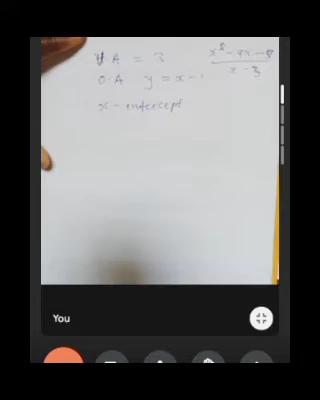 V A = 3
x² - 4x - 8
x - 3
O.A y = x - 1
x - intercept
You